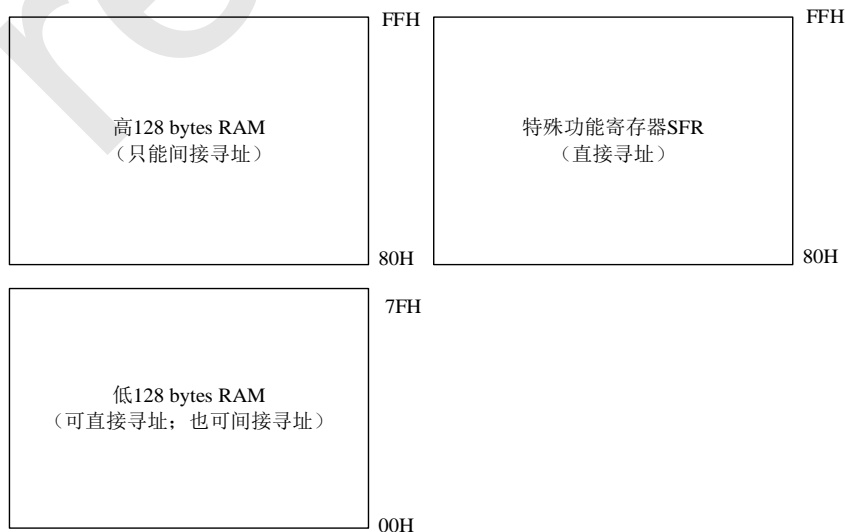 FFH
FFH
高128 bytes RAM
（只能间接寻址）
特殊功能寄存器SFR
（直接寻址）
80H
80H
7FH
低128 bytes RAM
（可直接寻址；也可间接寻址）
00H